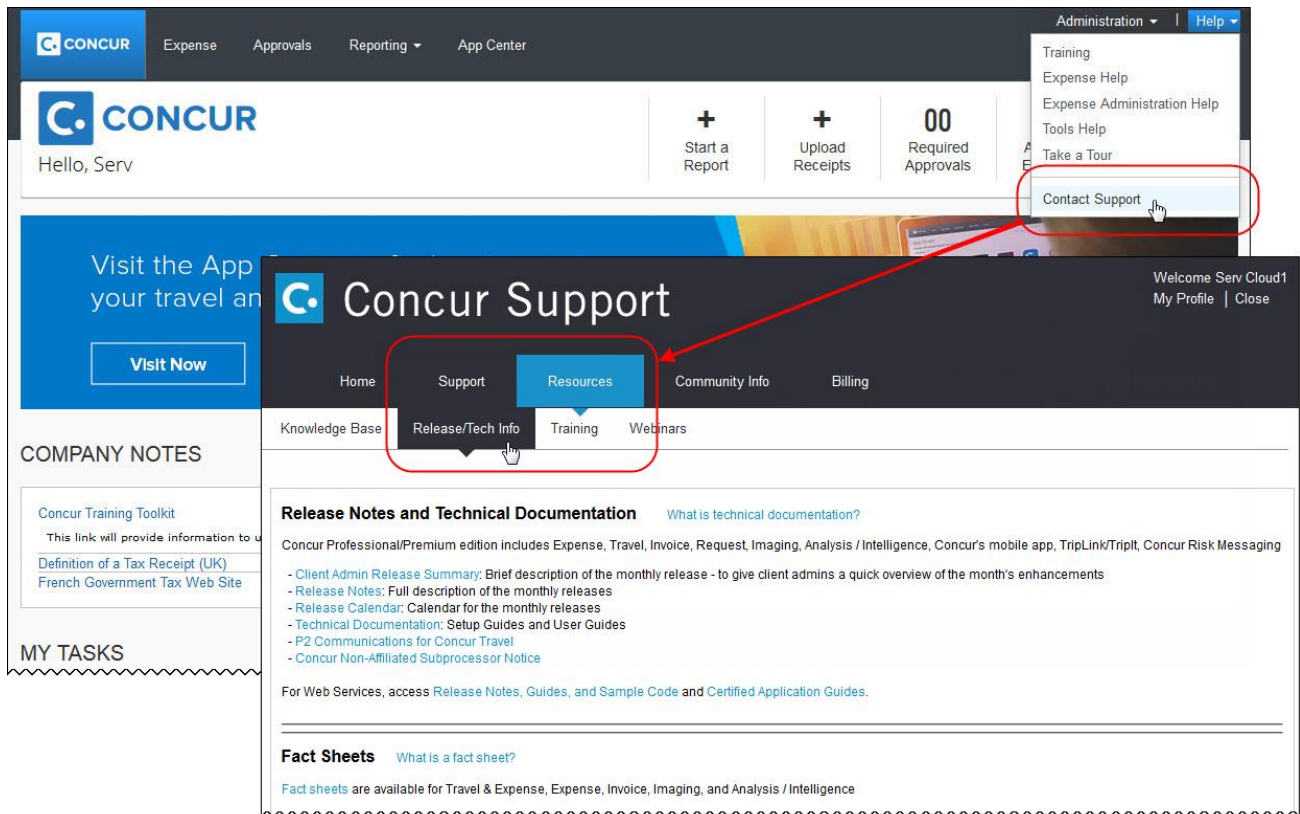 Administration | Help
C. CONCUR Expense Approvals Reporting App Center
Training
Expense Help
Expense Administration Help
Tools Help
Take a Tour
Contact Support
C. CONCUR
Hello, Serv
+ Start a Report
+ Upload Receipts
00 Required Approvals
A
E
Visit the App
your travel an
Visit Now
COMPANY NOTES
Concur Training Toolkit
This link will provide information to u
Definition of a Tax Receipt (UK)
French Government Tax Web Site
MY TASKS
C. Concur Support
Welcome Serv Cloud1
My Profile | Close
Home Support Resources Community Info Billing
Knowledge Base Release/Tech Info Training Webinars
Release Notes and Technical Documentation What is technical documentation?
Concur Professional/Premium edition includes Expense, Travel, Invoice, Request, Imaging, Analysis / Intelligence, Concur's mobile app, TripLink/TripIt, Concur Risk Messaging
- Client Admin Release Summary: Brief description of the monthly release - to give client admins a quick overview of the month's enhancements
- Release Notes: Full description of the monthly releases
- Release Calendar: Calendar for the monthly releases
- Technical Documentation: Setup Guides and User Guides
- P2 Communications for Concur Travel
- Concur Non-Affiliated Subprocessor Notice
For Web Services, access Release Notes, Guides, and Sample Code and Certified Application Guides.
Fact Sheets What is a fact sheet?
Fact sheets are available for Travel & Expense, Expense, Invoice, Imaging, and Analysis / Intelligence